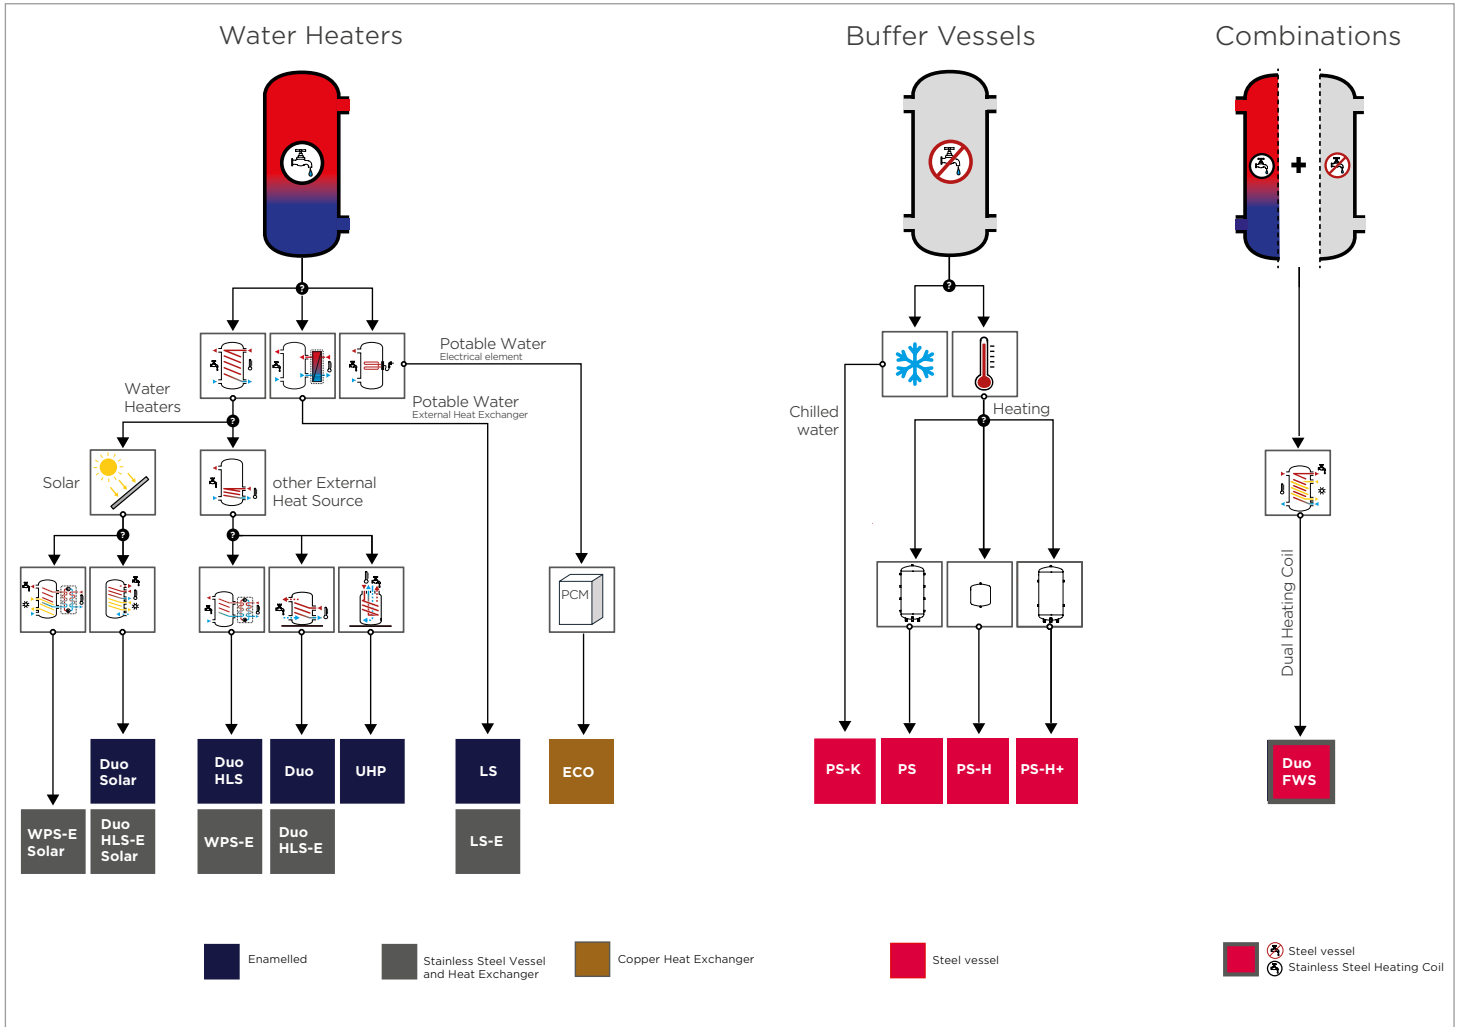 Water Heaters
Buffer Vessels
Combinations
?
?
Potable Water
Electrical element
Water
Heaters
Potable Water
External Heat Exchanger
?
Chilled
water
Heating
?
Solar
other External
Heat Source
?
?
PCM
Dual Heating Coil
Duo
Solar
Duo
HLS
Duo
UHP
LS
ECO
PS-K
PS
PS-H
PS-H+
Duo
FWS
WPS-E
Solar
Duo
HLS-E
Solar
WPS-E
Duo
HLS-E
LS-E
Enamelled
Stainless Steel Vessel
and Heat Exchanger
Copper Heat Exchanger
Steel vessel
Steel vessel
Stainless Steel Heating Coil